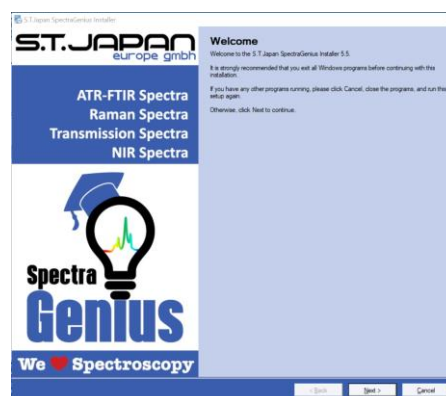 S.T.Japan SpectraGenius Installer
S.T.JAPAN
europe gmbh
ATR-FTIR Spectra
Raman Spectra
Transmission Spectra
NIR Spectra
Spectra
Genius
We Spectroscopy
Welcome
Welcome to the S.T.Japan SpectraGenius Installer 5.5.
It is strongly recommended that you exit all Windows programs before continuing with this
installation.
If you have any other programs running, please click Cancel, close the programs, and run this
setup again.
Otherwise, click Next to continue.
< Back
Next >
Cancel